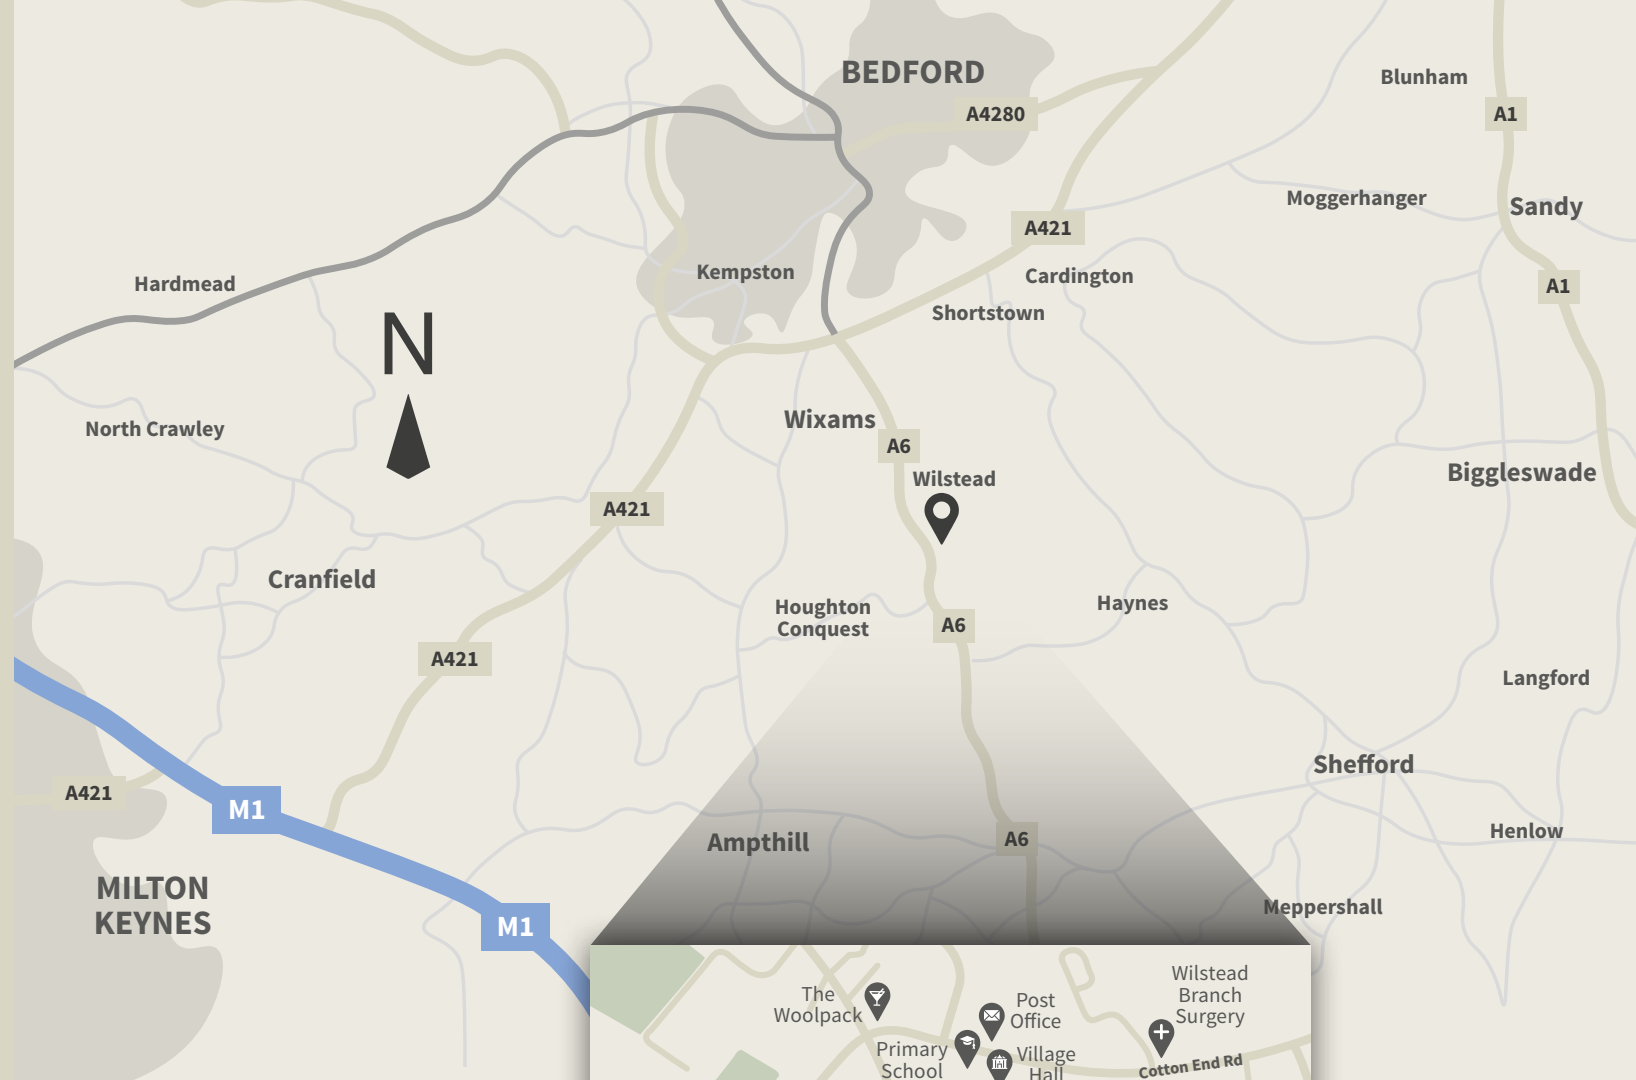 BEDFORD
Blunham
A4280
A1
Moggerhanger
Sandy
A421
Kempston
Cardington
Hardmead
A1
Shortstown
N
Wixams
North Crawley
A6
Biggleswade
Wilstead
A421
Cranfield
Houghton
Conquest
Haynes
A6
A421
Langford
Shefford
A421
M1
Henlow
Ampthill
A6
MILTON
KEYNES
Meppershall
M1
Wilstead
Branch
Surgery
The
Woolpack
Post
Office
Primary
School
Village
Hall
Cotton End Rd